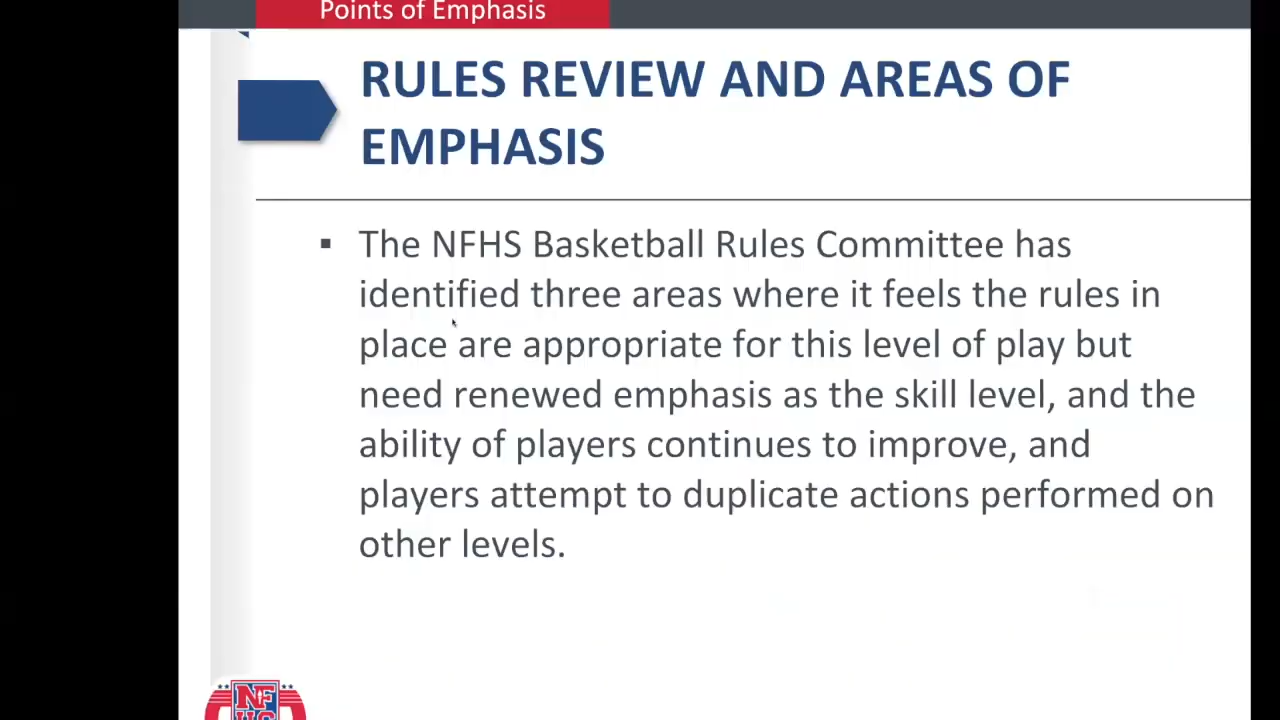 Points of Emphasis
RULES REVIEW AND AREAS OF
EMPHASIS
▪ The NFHS Basketball Rules Committee has
identified three areas where it feels the rules in
place are appropriate for this level of play but
need renewed emphasis as the skill level, and the
ability of players continues to improve, and
players attempt to duplicate actions performed on
other levels.
NF
HS